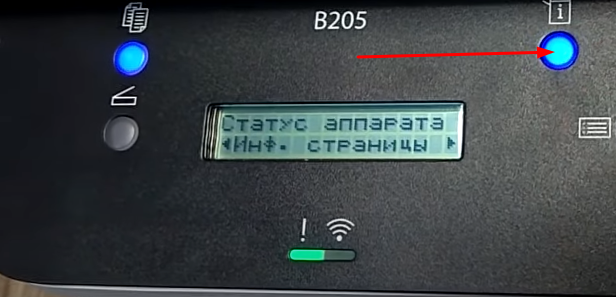 B205
Статус аппарата
Инф. страницы